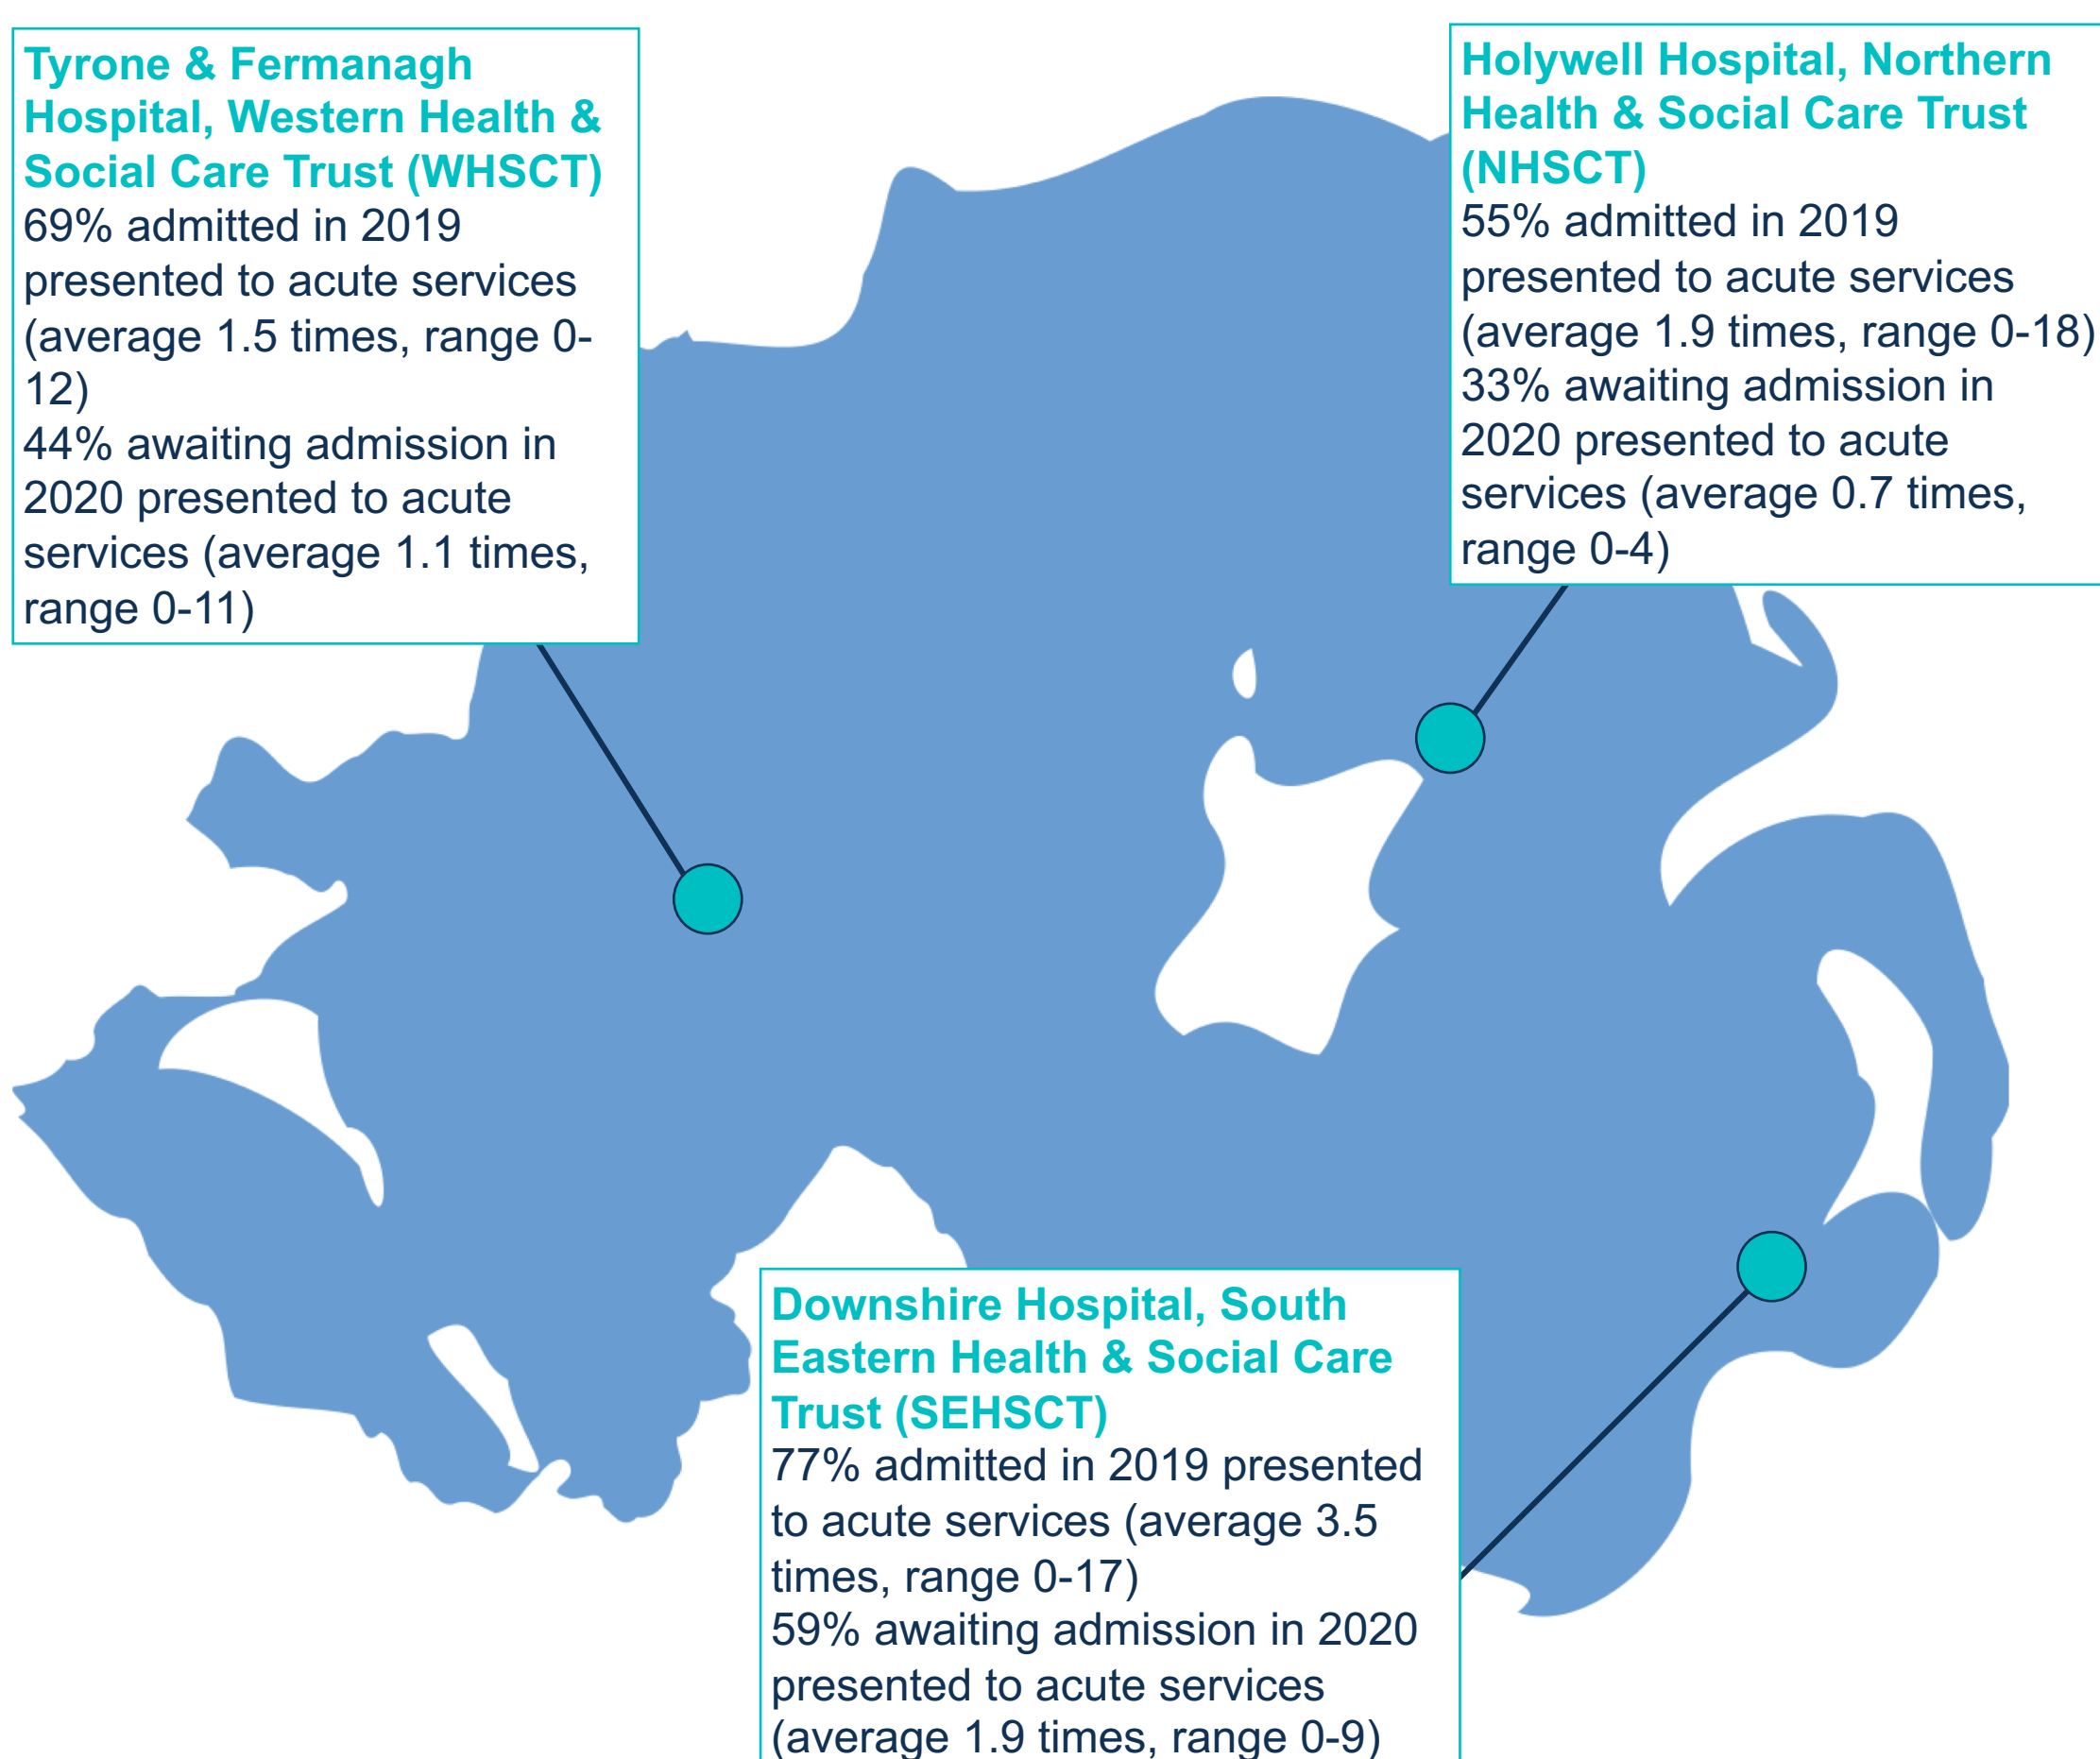 Tyrone & Fermanagh
Hospital, Western Health &
Social Care Trust (WHSCT)
69% admitted in 2019
presented to acute services
(average 1.5 times, range 0-
12)
44% awaiting admission in
2020 presented to acute
services (average 1.1 times,
range 0-11)
Holywell Hospital, Northern
Health & Social Care Trust
(NHSCT)
55% admitted in 2019
presented to acute services
(average 1.9 times, range 0-18)
33% awaiting admission in
2020 presented to acute
services (average 0.7 times,
range 0-4)
Downshire Hospital, South
Eastern Health & Social Care
Trust (SEHSCT)
77% admitted in 2019 presented
to acute services (average 3.5
times, range 0-17)
59% awaiting admission in 2020
presented to acute services
(average 1.9 times, range 0-9)